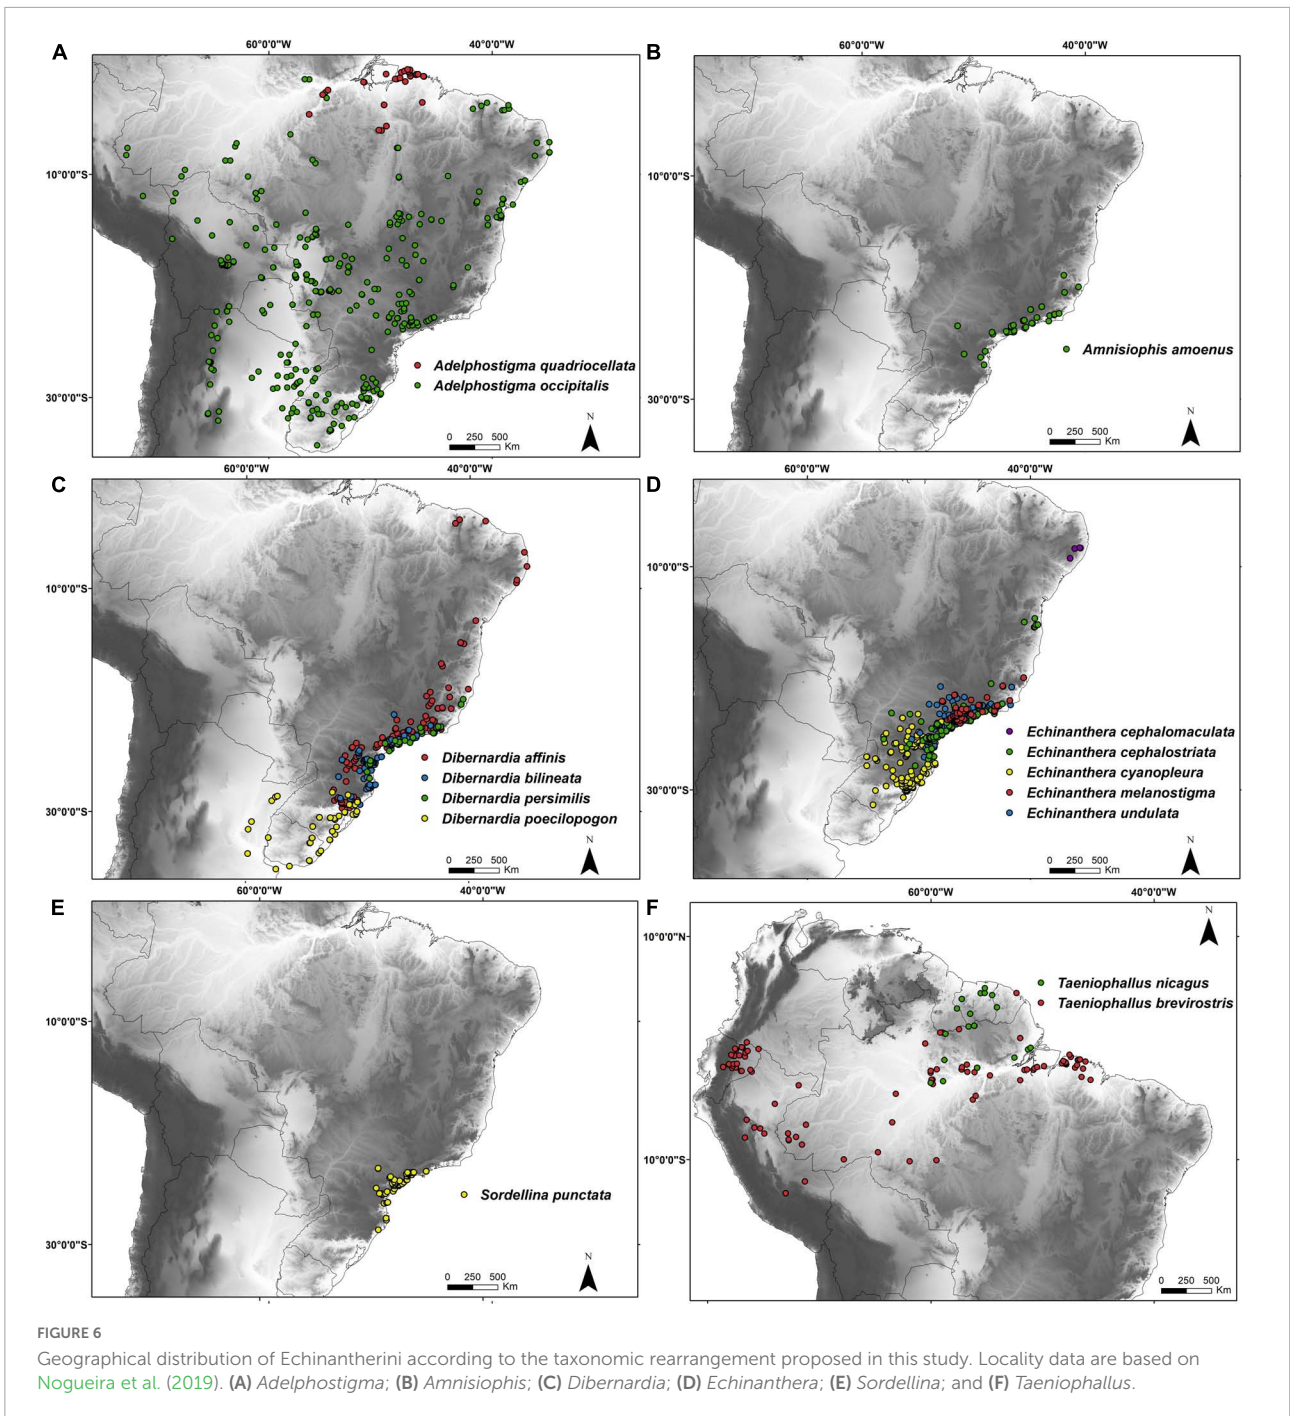 A
60°0'0"W 40°0'0"W
10°0'0"S
30°0'0"S
Adelphostigma quadriocellata
Adelphostigma occipitalis
N
0 250 500
Km
B
60°0'0"W 40°0'0"W
10°0'0"S
30°0'0"S
Amnisiophis amoenus
N
0 250 500
Km
C
60°0'0"W 40°0'0"W
10°0'0"S
30°0'0"S
Dibernardia affinis
Dibernardia bilineata
Dibernardia persimilis
Dibernardia poecilopogon
N
0 250 500
Km
D
60°0'0"W 40°0'0"W
10°0'0"S
30°0'0"S
Echinanthera cephalomaculata
Echinanthera cephalostriata
Echinanthera cyanopleura
Echinanthera melanostigma
Echinanthera undulata
N
0 250 500
Km
E
60°0'0"W 40°0'0"W
10°0'0"S
30°0'0"S
Sordellina punctata
N
0 250 500
Km
F
60°0'0"W 40°0'0"W
10°0'0"N
10°0'0"S
N
Taeniophallus nicagus
Taeniophallus brevirostris
0 250 500
Km
FIGURE 6
Geographical distribution of Echinantherini according to the taxonomic rearrangement proposed in this study. Locality data are based on
Nogueira et al. (2019). (A) Adelphostigma; (B) Amnisiophis; (C) Dibernardia; (D) Echinanthera; (E) Sordellina; and (F) Taeniophallus.